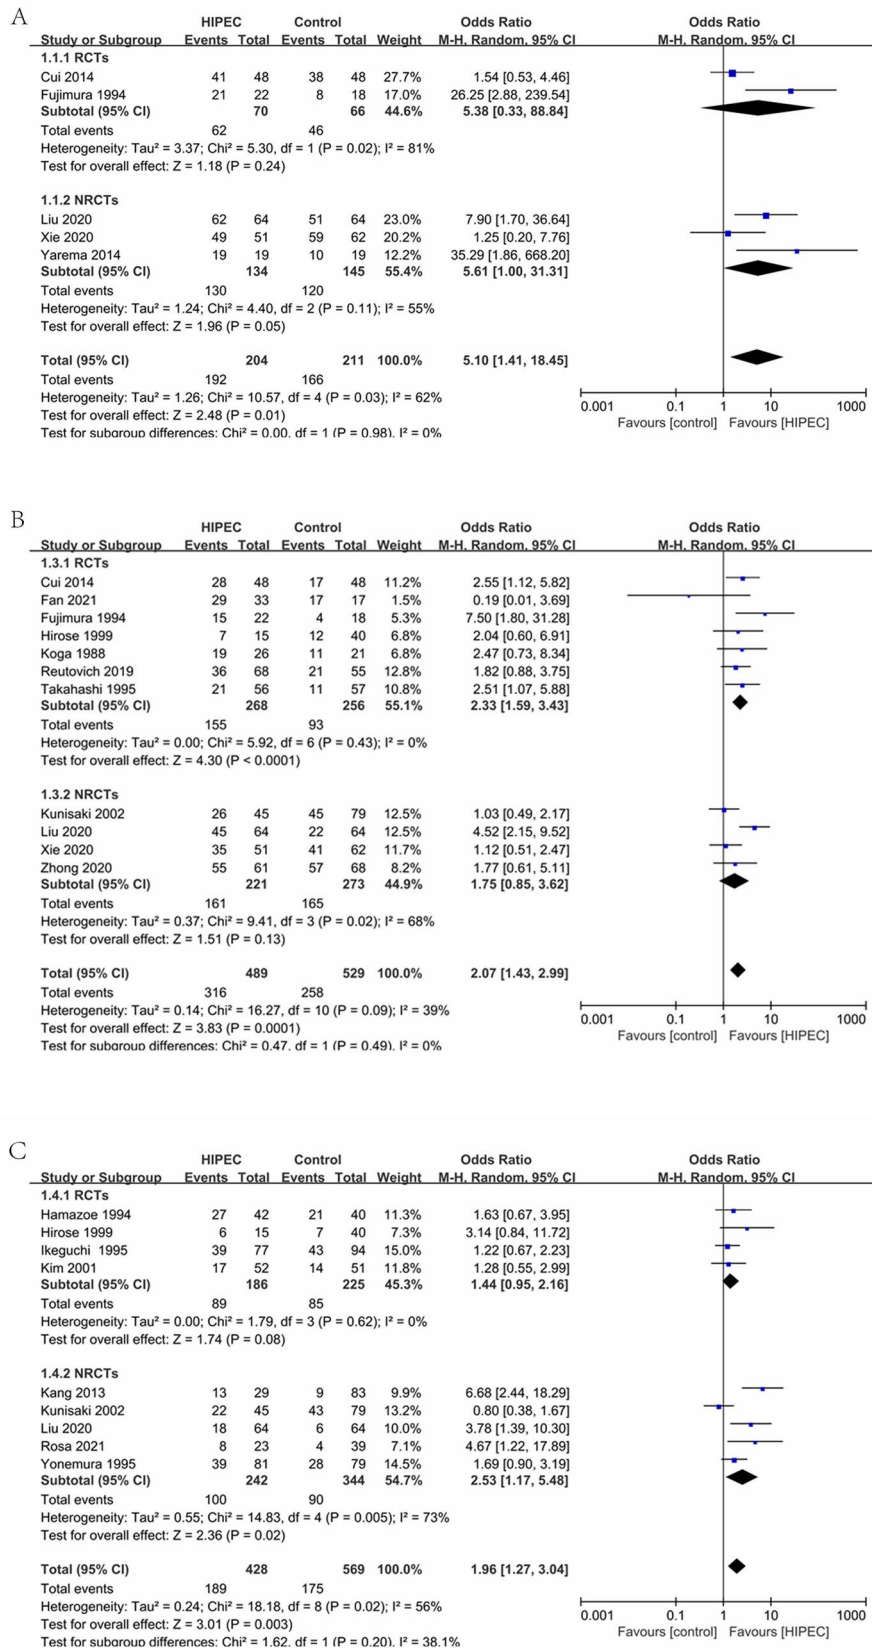 A
HIPEC Control Odds Ratio Odds Ratio
Study or Subgroup Events Total Events Total Weight M-H, Random, 95% CI M-H, Random, 95% CI
1.1.1 RCTs
Cui 2014 41 48 38 48 27.7% 1.54 [0.53, 4.46]
Fujimura 1994 21 22 8 18 17.0% 26.25 [2.88, 239.54]
Subtotal (95% CI) 70 66 44.6% 5.38 [0.33, 88.84]
Total events 62 46
Heterogeneity: Tau² = 3.37; Chi² = 5.30, df = 1 (P = 0.02); I² = 81%
Test for overall effect: Z = 1.18 (P = 0.24)
1.1.2 NRCTs
Liu 2020 62 64 51 64 23.0% 7.90 [1.70, 36.64]
Xie 2020 49 51 59 62 20.2% 1.25 [0.20, 7.76]
Yarema 2014 19 19 10 19 12.2% 35.29 [1.86, 668.20]
Subtotal (95% CI) 134 145 55.4% 5.61 [1.00, 31.31]
Total events 130 120
Heterogeneity: Tau² = 1.24; Chi² = 4.40, df = 2 (P = 0.11); I² = 55%
Test for overall effect: Z = 1.96 (P = 0.05)
Total (95% CI) 204 211 100.0% 5.10 [1.41, 18.45]
Total events 192 166
Heterogeneity: Tau² = 1.26; Chi² = 10.57, df = 4 (P = 0.03); I² = 62%
Test for overall effect: Z = 2.48 (P = 0.01)
Test for subgroup differences: Chi² = 0.00, df = 1 (P = 0.98), I² = 0%
0.001 0.1 1 10 1000
Favours [control] Favours [HIPEC]
B
HIPEC Control Odds Ratio Odds Ratio
Study or Subgroup Events Total Events Total Weight M-H, Random, 95% CI M-H, Random, 95% CI
1.3.1 RCTs
Cui 2014 28 48 17 48 11.2% 2.55 [1.12, 5.82]
Fan 2021 29 33 17 17 1.5% 0.19 [0.01, 3.69]
Fujimura 1994 15 22 4 18 5.3% 7.50 [1.80, 31.28]
Hirose 1999 7 15 12 40 6.8% 2.04 [0.60, 6.91]
Koga 1988 19 26 11 21 6.8% 2.47 [0.73, 8.34]
Reutovich 2019 36 68 21 55 12.8% 1.82 [0.88, 3.75]
Takahashi 1995 21 56 11 57 10.8% 2.51 [1.07, 5.88]
Subtotal (95% CI) 268 256 55.1% 2.33 [1.59, 3.43]
Total events 155 93
Heterogeneity: Tau² = 0.00; Chi² = 5.92, df = 6 (P = 0.43); I² = 0%
Test for overall effect: Z = 4.30 (P < 0.0001)
1.3.2 NRCTs
Kunisaki 2002 26 45 45 79 12.5% 1.03 [0.49, 2.17]
Liu 2020 45 64 22 64 12.5% 4.52 [2.15, 9.52]
Xie 2020 35 51 41 62 11.7% 1.12 [0.51, 2.47]
Zhong 2020 55 61 57 68 8.2% 1.77 [0.61, 5.11]
Subtotal (95% CI) 221 273 44.9% 1.75 [0.85, 3.62]
Total events 161 165
Heterogeneity: Tau² = 0.37; Chi² = 9.41, df = 3 (P = 0.02); I² = 68%
Test for overall effect: Z = 1.51 (P = 0.13)
Total (95% CI) 489 529 100.0% 2.07 [1.43, 2.99]
Total events 316 258
Heterogeneity: Tau² = 0.14; Chi² = 16.27, df = 10 (P = 0.09); I² = 39%
Test for overall effect: Z = 3.83 (P = 0.0001)
Test for subgroup differences: Chi² = 0.47, df = 1 (P = 0.49), I² = 0%
0.001 0.1 1 10 1000
Favours [control] Favours [HIPEC]
C
HIPEC Control Odds Ratio Odds Ratio
Study or Subgroup Events Total Events Total Weight M-H, Random, 95% CI M-H, Random, 95% CI
1.4.1 RCTs
Hamazoe 1994 27 42 21 40 11.3% 1.63 [0.67, 3.95]
Hirose 1999 6 15 7 40 7.3% 3.14 [0.84, 11.72]
Ikeguchi 1995 39 77 43 94 15.0% 1.22 [0.67, 2.23]
Kim 2001 17 52 14 51 11.8% 1.28 [0.55, 2.99]
Subtotal (95% CI) 186 225 45.3% 1.44 [0.95, 2.16]
Total events 89 85
Heterogeneity: Tau² = 0.00; Chi² = 1.79, df = 3 (P = 0.62); I² = 0%
Test for overall effect: Z = 1.74 (P = 0.08)
1.4.2 NRCTs
Kang 2013 13 29 9 83 9.9% 6.68 [2.44, 18.29]
Kunisaki 2002 22 45 43 79 13.2% 0.80 [0.38, 1.67]
Liu 2020 18 64 6 64 10.0% 3.78 [1.39, 10.30]
Rosa 2021 8 23 4 39 7.1% 4.67 [1.22, 17.89]
Yonemura 1995 39 81 28 79 14.5% 1.69 [0.90, 3.19]
Subtotal (95% CI) 242 344 54.7% 2.53 [1.17, 5.48]
Total events 100 90
Heterogeneity: Tau² = 0.55; Chi² = 14.83, df = 4 (P = 0.005); I² = 73%
Test for overall effect: Z = 2.36 (P = 0.02)
Total (95% CI) 428 569 100.0% 1.96 [1.27, 3.04]
Total events 189 175
Heterogeneity: Tau² = 0.24; Chi² = 18.18, df = 8 (P = 0.02); I² = 56%
Test for overall effect: Z = 3.01 (P = 0.003)
Test for subgroup differences: Chi² = 1.62, df = 1 (P = 0.20), I² = 38.1%
0.001 0.1 1 10 1000
Favours [control] Favours [HIPEC]